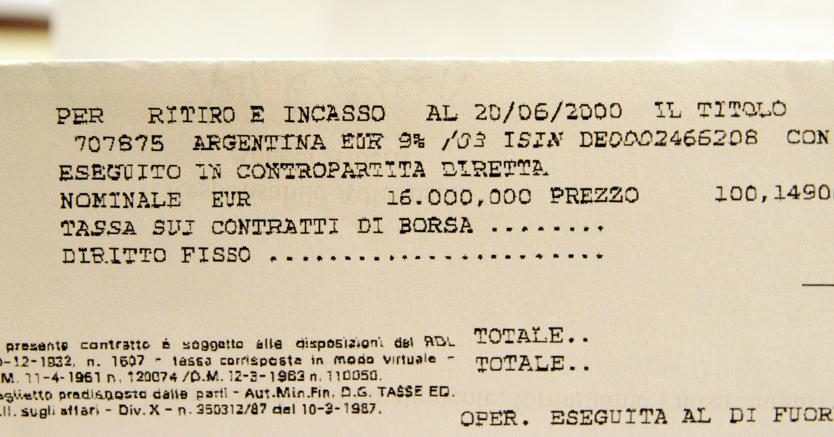 PER RITIRO E INCASSO AL 20/06/2000 IL TITOLO
707875 ARGENTINA EUR 9% /03 ISIN DE0002466208 CON
ESEGUITO IN CONTROPARTITA DIRETTA
NOMINALE EUR 16.000,000 PREZZO 100,1490
TASSA SUI CONTRATTI DI BORSA ........
DIRITTO FISSO .......................
TOTALE..
TOTALE..
presente contratto è soggetto alle disposizioni del RDL
-12-1932, n. 1607 - tassa corrisposta in modo virtuale -
M. 11-4-1961 n. 120074 /D.M. 12-3-1963 n. 110050.
glietto predisposto dalle parti - Aut.Min.Fin. D.G. TASSE ED.
II. sugli affari - Div. X - n. 350312/87 del 10-3-1987.
OPER. ESEGUITA AL DI FUOR